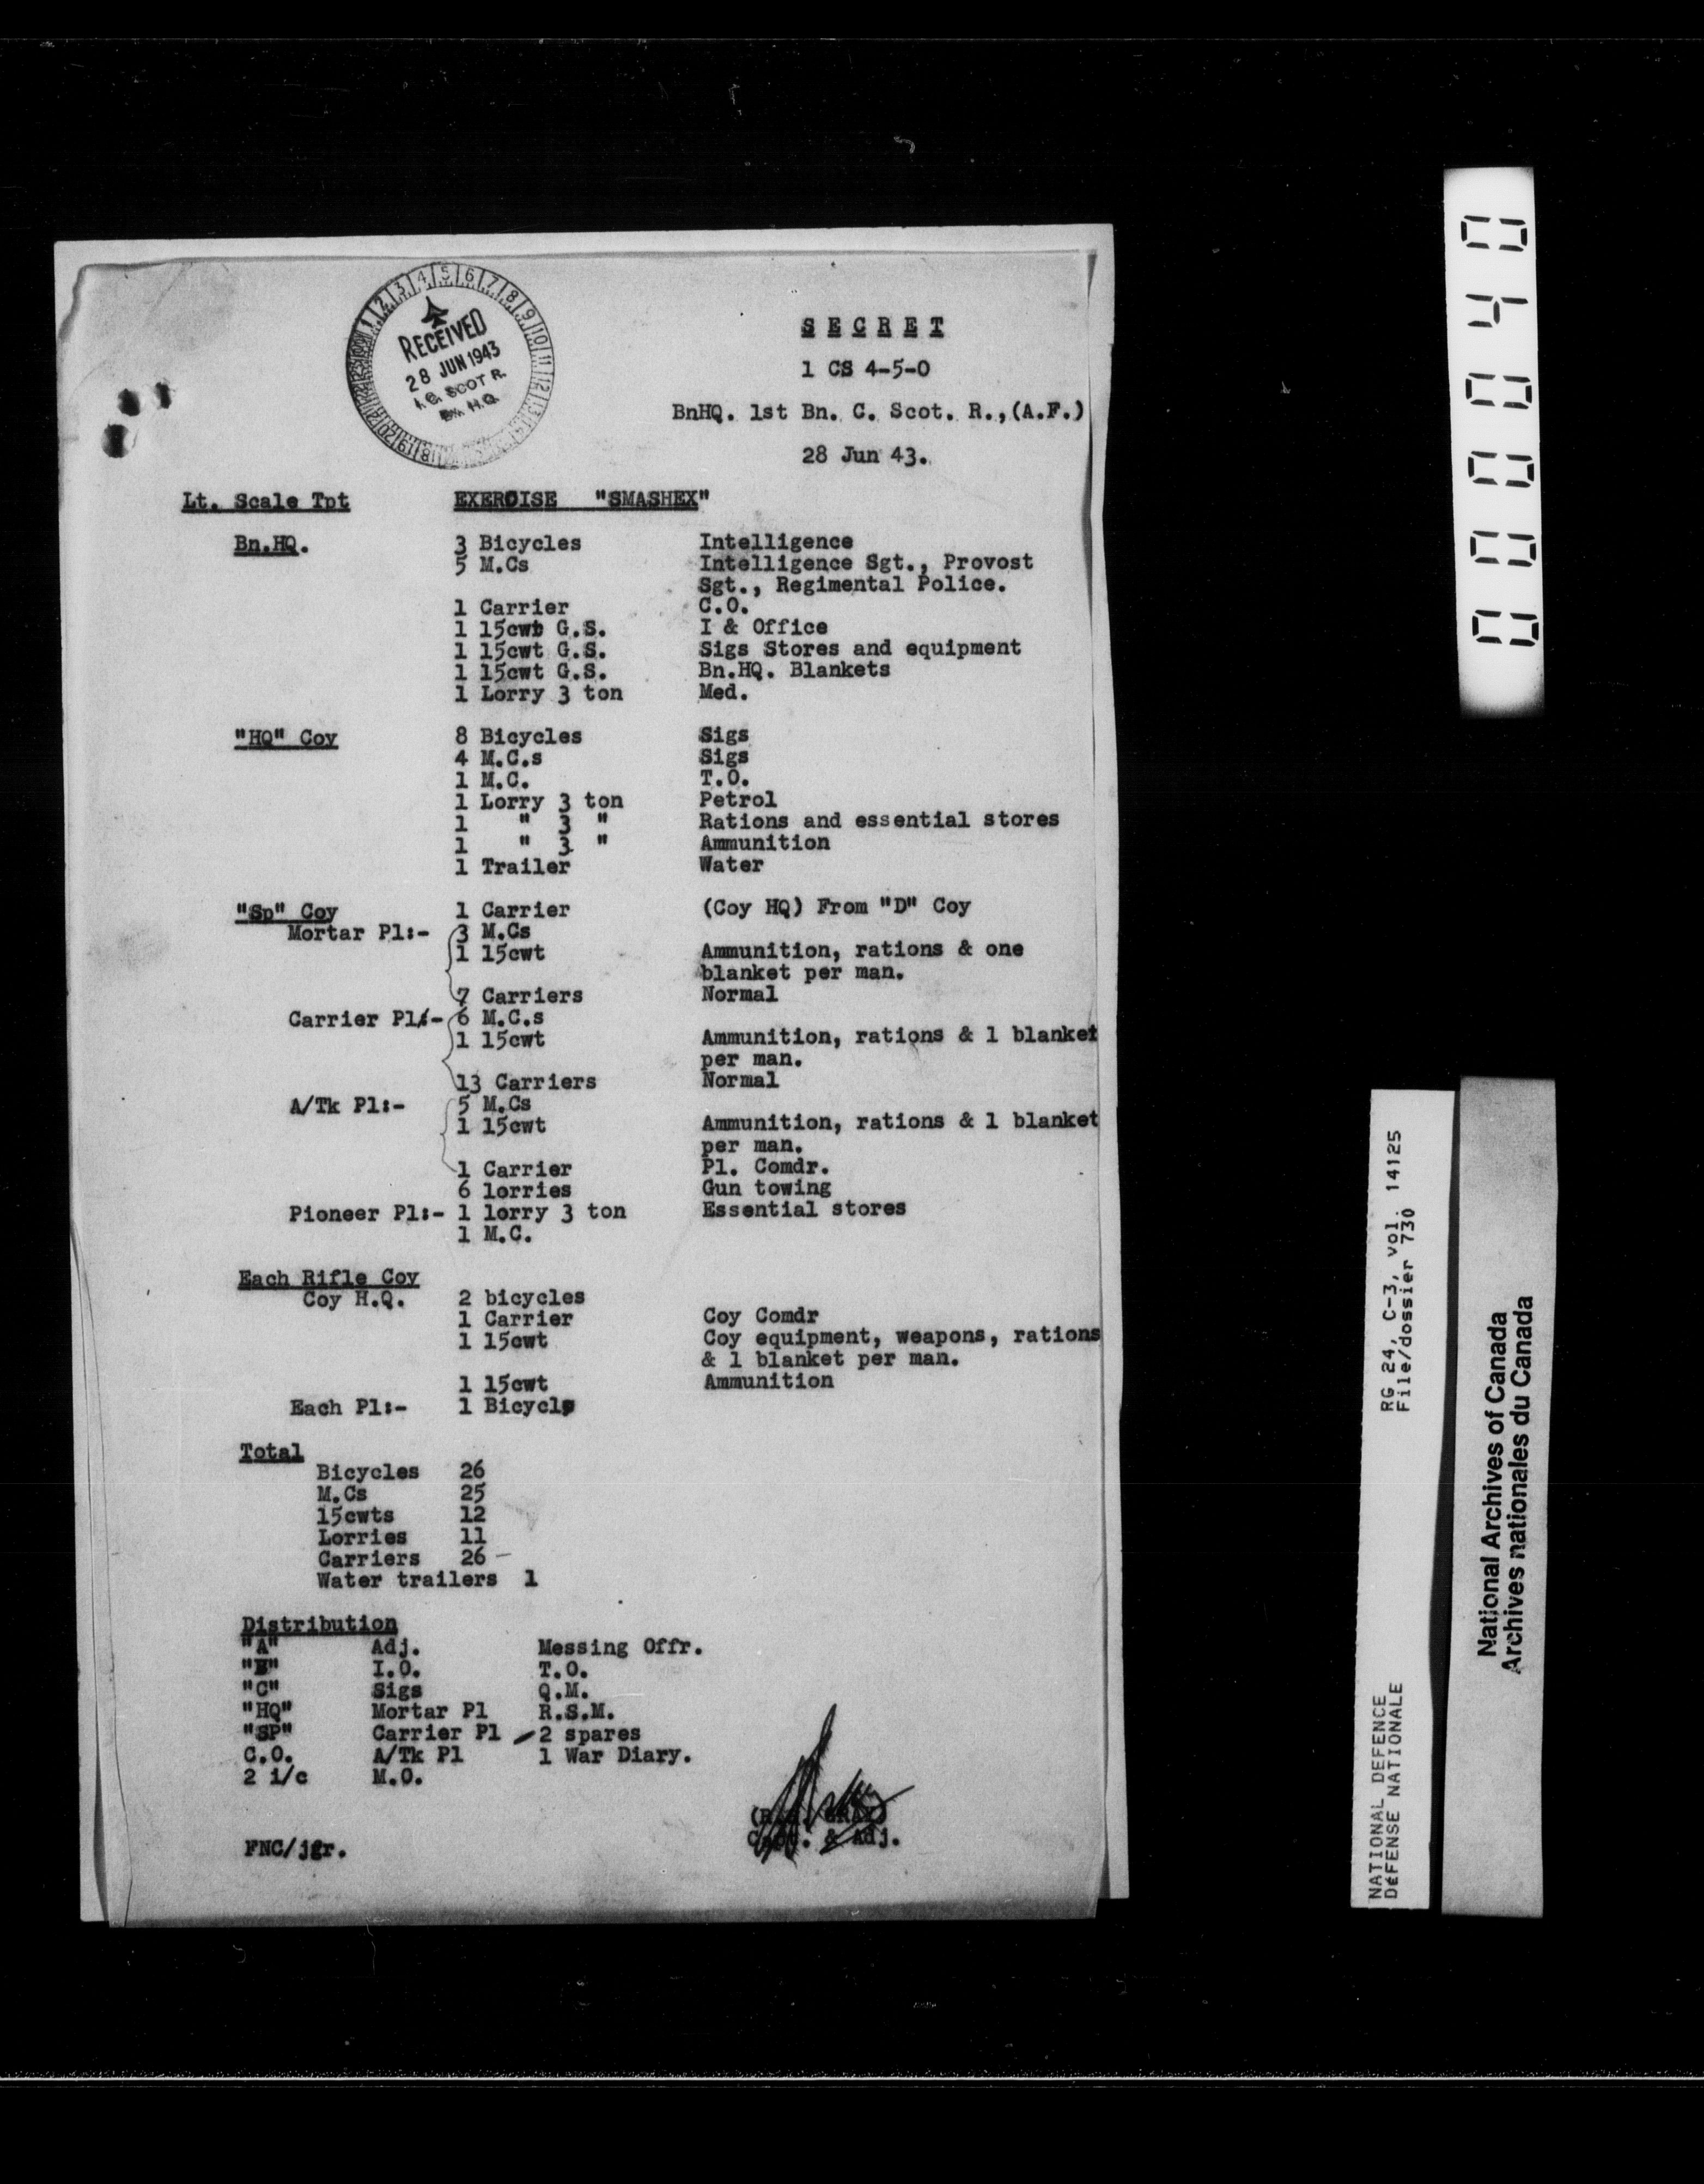 RECEIVED
28 JUN 1943
1. C. SCOT R.
Bn. H.Q.
S E C R E T
1 CS 4-5-0
BnHQ. 1st Bn. C. Scot. R.,(A.F.)
28 Jun 43.
Lt. Scale Tpt EXERCISE "SMASHEX"
Bn.HQ. 3 Bicycles Intelligence
5 M.Cs Intelligence Sgt., Provost
Sgt., Regimental Police.
1 Carrier C.O.
1 15cwt G.S. I & Office
1 15cwt G.S. Sigs Stores and equipment
1 15cwt G.S. Bn.HQ. Blankets
1 Lorry 3 ton Med.
"HQ" Coy 8 Bicycles Sigs
4 M.C.s Sigs
1 M.C. T.O.
1 Lorry 3 ton Petrol
1 " 3 " Rations and essential stores
1 " 3 " Ammunition
1 Trailer Water
"Sp" Coy 1 Carrier (Coy HQ) From "D" Coy
Mortar Pl:- 3 M.Cs
1 15cwt Ammunition, rations & one
blanket per man.
7 Carriers Normal
Carrier Pl:- 6 M.C.s
1 15cwt Ammunition, rations & 1 blanket
per man.
13 Carriers Normal
A/Tk Pl:- 5 M.Cs
1 15cwt Ammunition, rations & 1 blanket
per man.
1 Carrier Pl. Comdr.
6 lorries Gun towing
Pioneer Pl:- 1 lorry 3 ton Essential stores
1 M.C.
Each Rifle Coy
Coy H.Q. 2 bicycles
1 Carrier Coy Comdr
1 15cwt Coy equipment, weapons, rations
& 1 blanket per man.
1 15cwt Ammunition
Each Pl:- 1 Bicycle
Total
Bicycles 26
M.Cs 25
15cwts 12
Lorries 11
Carriers 26 -
Water trailers 1
Distribution
"A" Adj. Messing Offr.
"B" I.O. T.O.
"C" Sigs Q.M.
"HQ" Mortar Pl R.S.M.
"SP" Carrier Pl 2 spares
C.O. A/Tk Pl 1 War Diary.
2 i/c M.O.
GRAY)
Capt. & Adj.
FNC/jgr.
000040
RG 24, C-3, vol. 14125
File/dossier 730
NATIONAL DEFENCE
DéFENSE NATIONALE
National Archives of Canada
Archives nationales du Canada